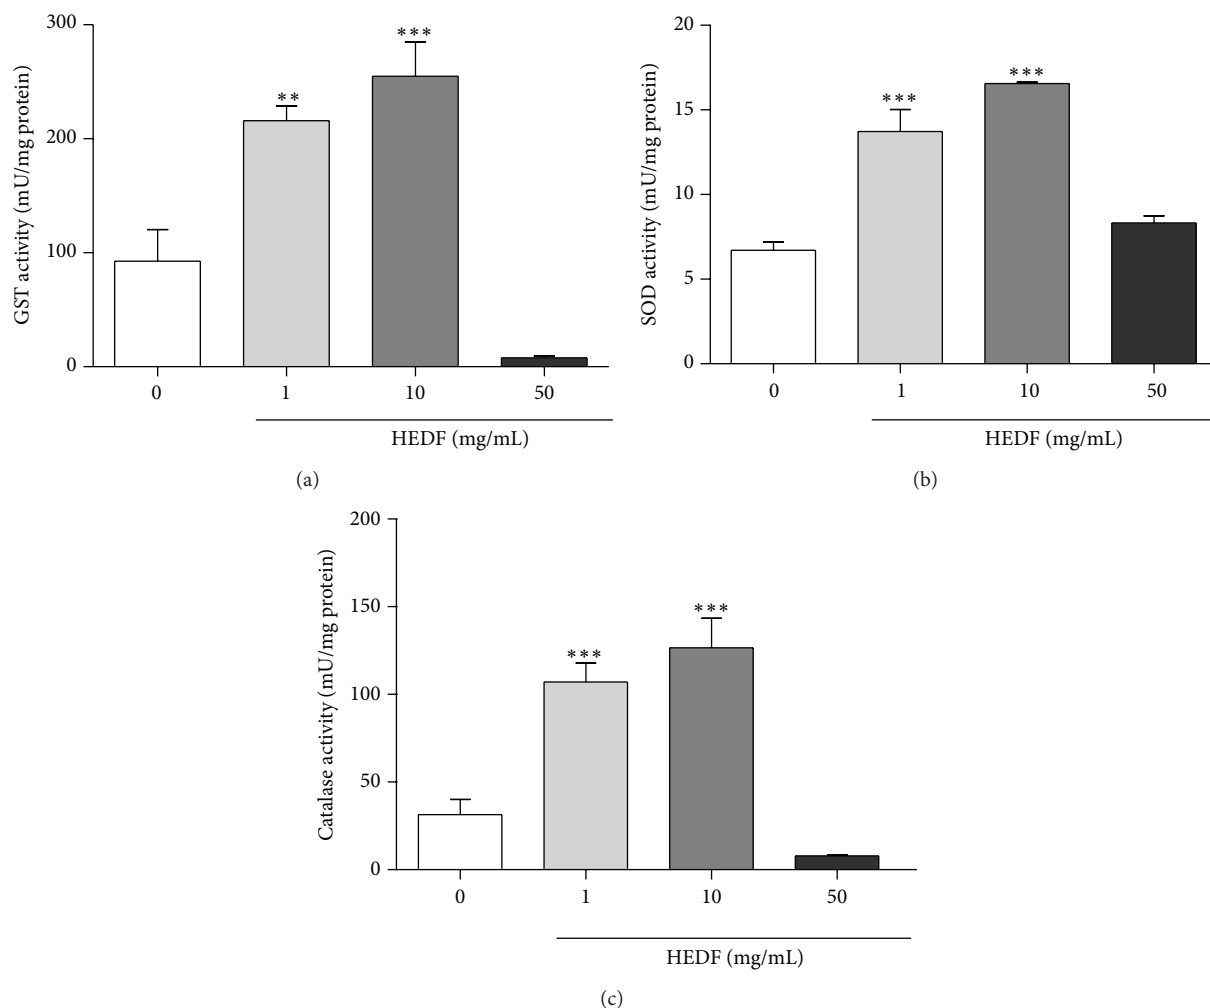 GST activity (mU/mg protein)
300
200
100
0
**
***
0 1 10 50
HEDF (mg/mL)
(a)
SOD activity (mU/mg protein)
20
15
10
5
0
***
***
0 1 10 50
HEDF (mg/mL)
(b)
Catalase activity (mU/mg protein)
200
150
100
50
0
***
***
0 1 10 50
HEDF (mg/mL)
(c)